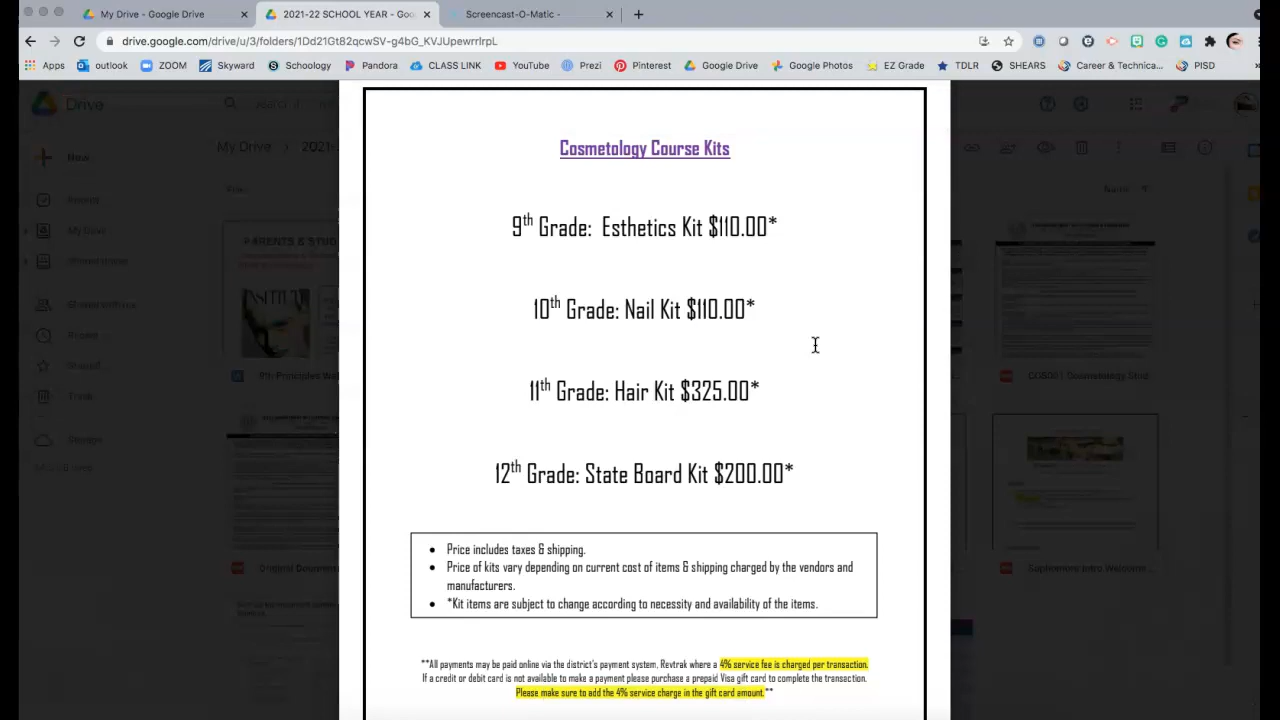 My Drive - Google Drive
2021-22 SCHOOL YEAR - Goo
Screencast-O-Matic -
drive.google.com/drive/u/3/folders/1Dd21Gt82qcwSV-g4bG_KVJUpewrrlrpL
Apps outlook ZOOM Skyward Schoology Pandora CLASS LINK YouTube Prezi Pinterest Google Drive Google Photos EZ Grade TDLR SHEARS Career & Technica... PISD
Drive
My Drive
New
Name
PARENTS & STUD
Cosmetology Course Kits
9th Grade: Esthetics Kit $110.00*
10th Grade: Nail Kit $110.00*
11th Grade: Hair Kit $325.00*
12th Grade: State Board Kit $200.00*
• Price includes taxes & shipping.
• Price of kits vary depending on current cost of items & shipping charged by the vendors and
manufacturers.
• *Kit items are subject to change according to necessity and availability of the items.
**All payments may be paid online via the district's payment system, Revtrak where a 4% service fee is charged per transaction.
If a credit or debit card is not available to make a payment please purchase a prepaid Visa gift card to complete the transaction.
Please make sure to add the 4% service charge in the gift card amount.**